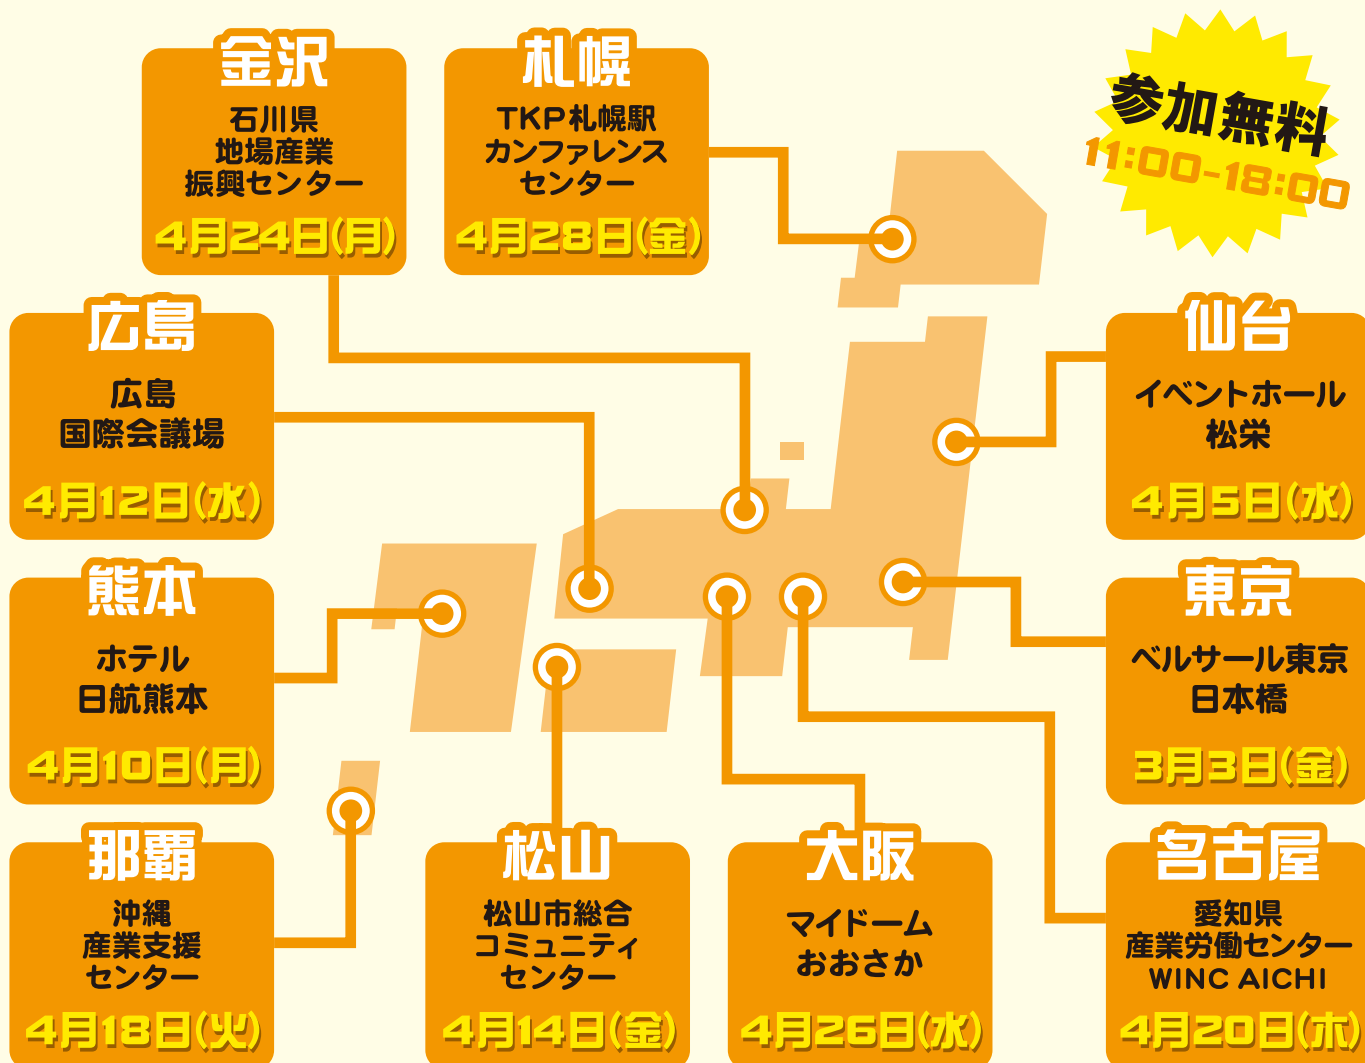 金沢
石川県
地場産業
振興センター
4月24日(月)
札幌
TKP札幌駅
カンファレンス
センター
4月28日(金)
参加無料
11:00-18:00
広島
広島
国際会議場
4月12日(水)
仙台
イベントホール
松栄
4月5日(水)
熊本
ホテル
日航熊本
4月10日(月)
東京
ベルサール東京
日本橋
3月3日(金)
那覇
沖縄
産業支援
センター
4月18日(火)
松山
松山市総合
コミュニティ
センター
4月14日(金)
大阪
マイドーム
おおさか
4月26日(水)
名古屋
愛知県
産業労働センター
WINC AICHI
4月20日(木)